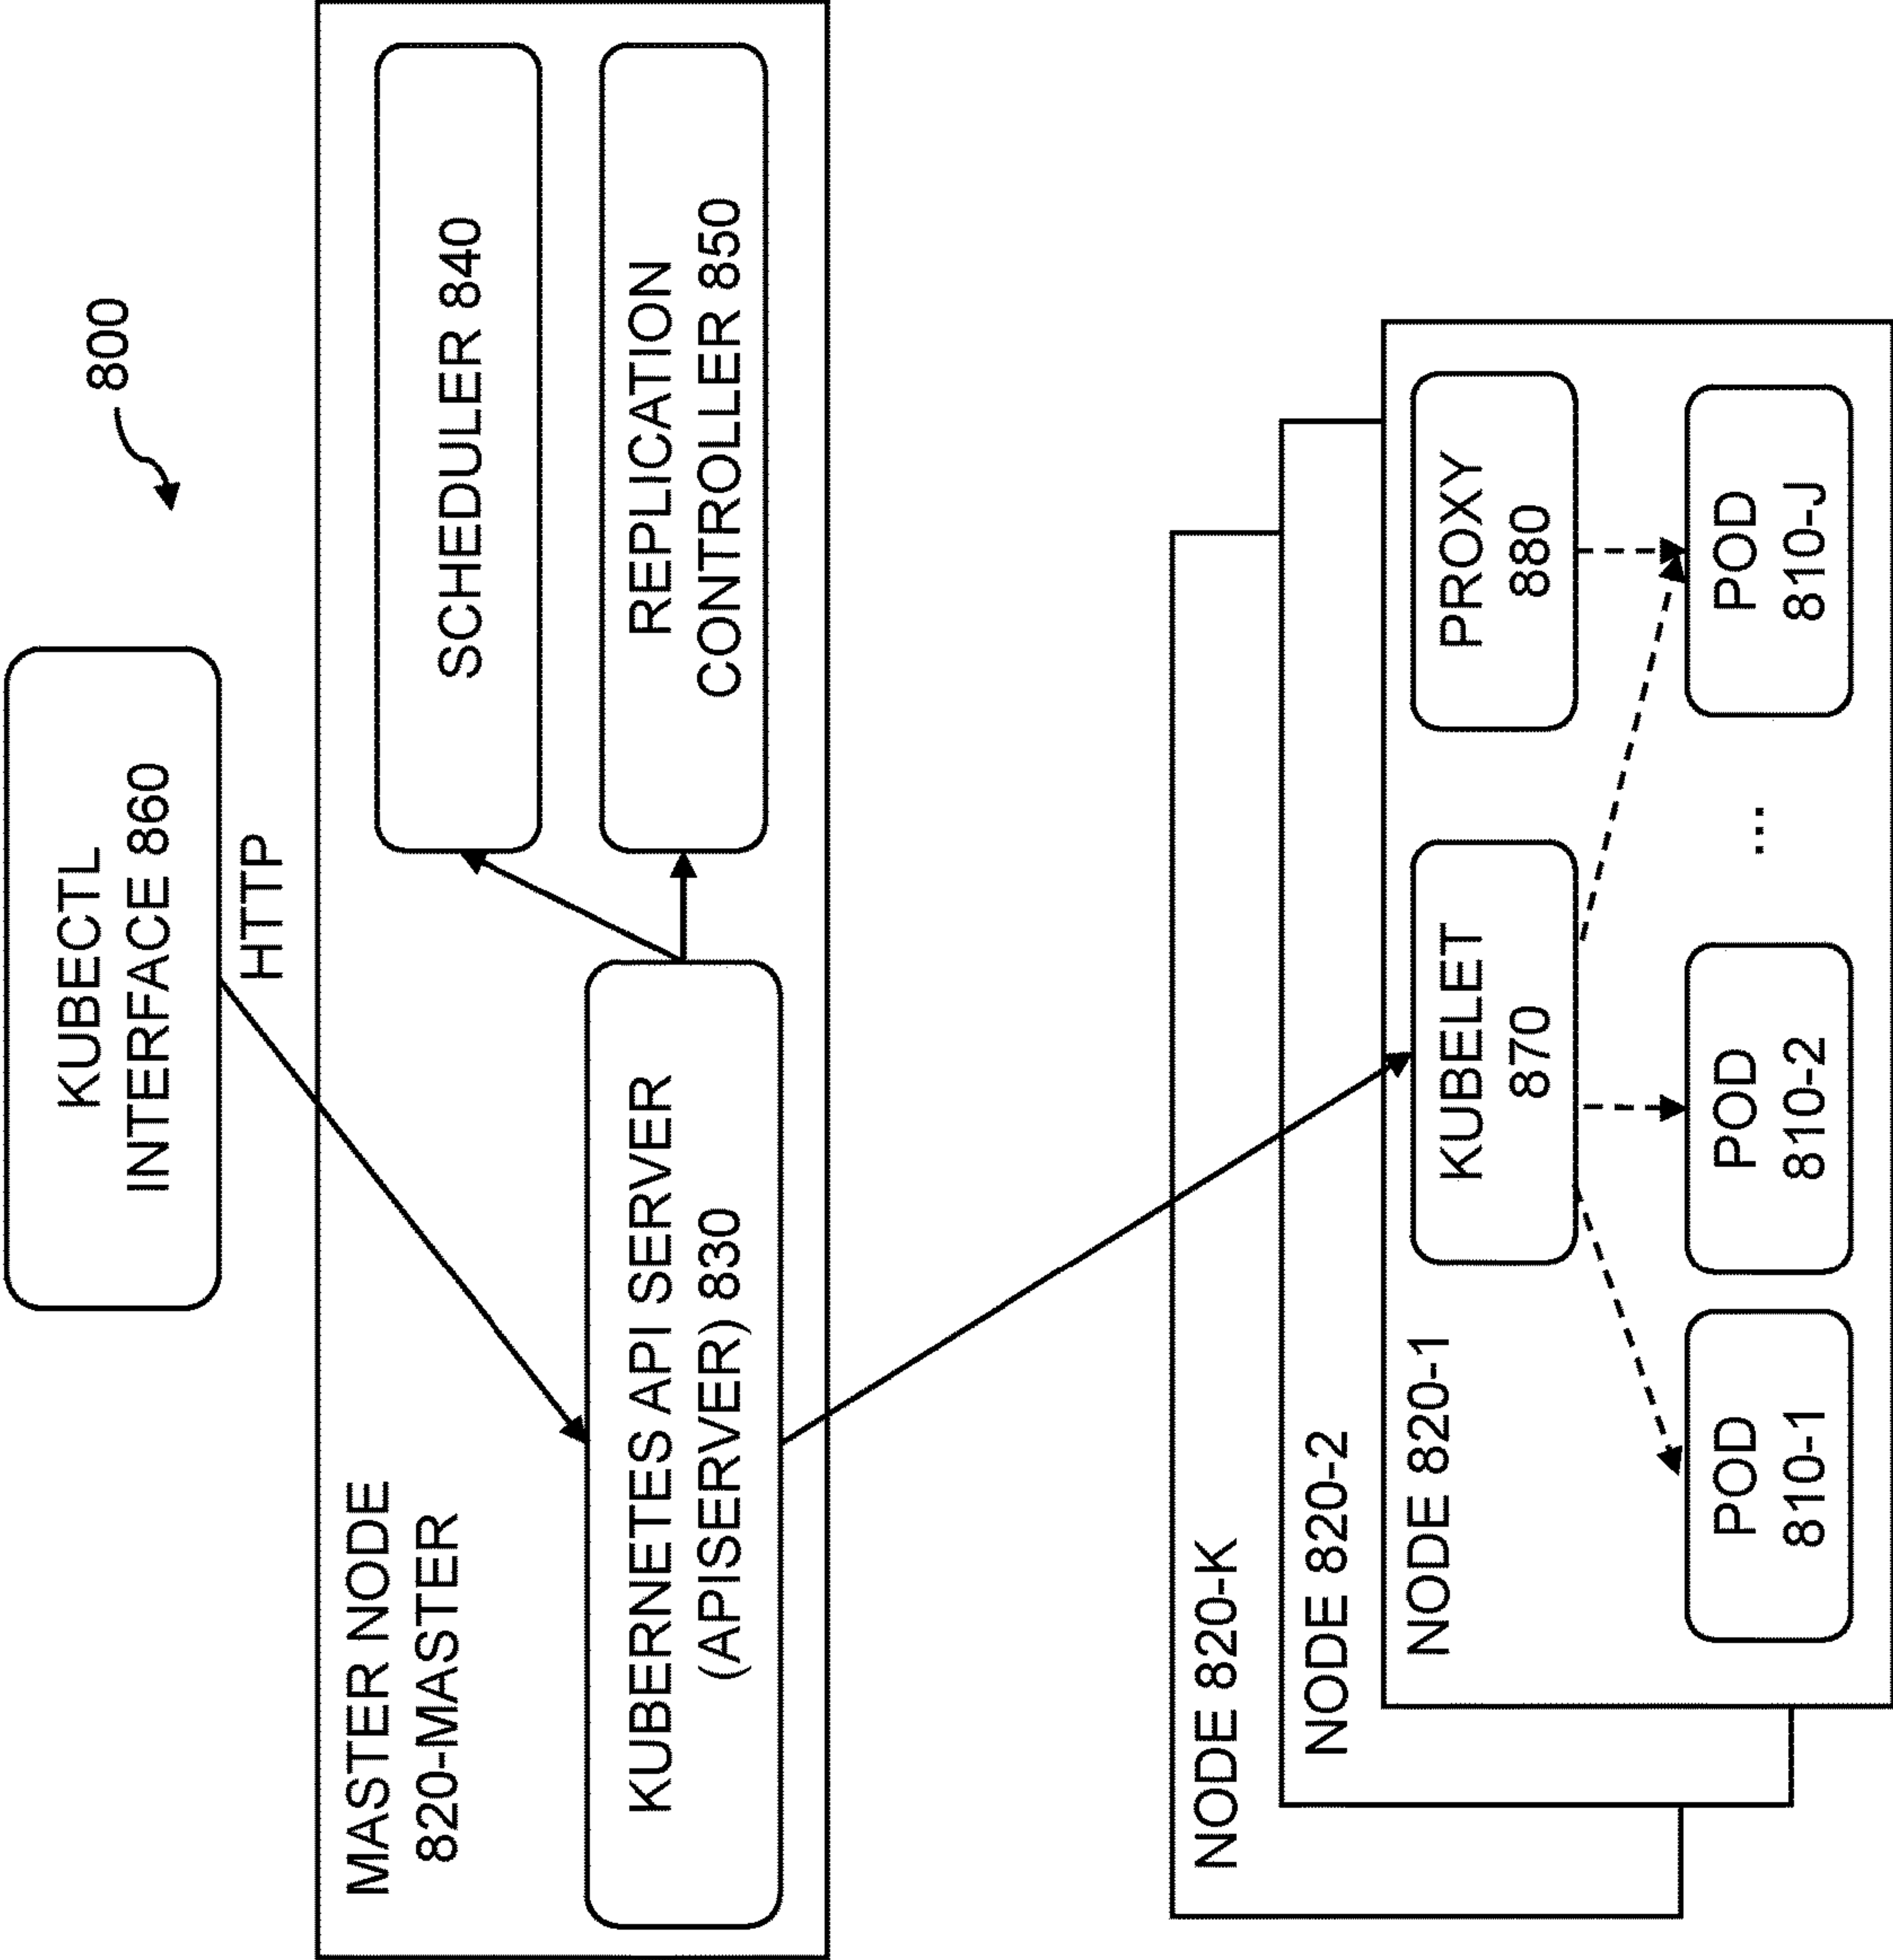 800
KUBECTL
INTERFACE 860
HTTP
MASTER NODE
820-MASTER
SCHEDULER 840
KUBERNETES API SERVER
(APISERVER) 830
REPLICATION
CONTROLLER 850
NODE 820-K
NODE 820-2
NODE 820-1
KUBELET
870
PROXY
880
POD
810-1
POD
810-2
...
POD
810-J